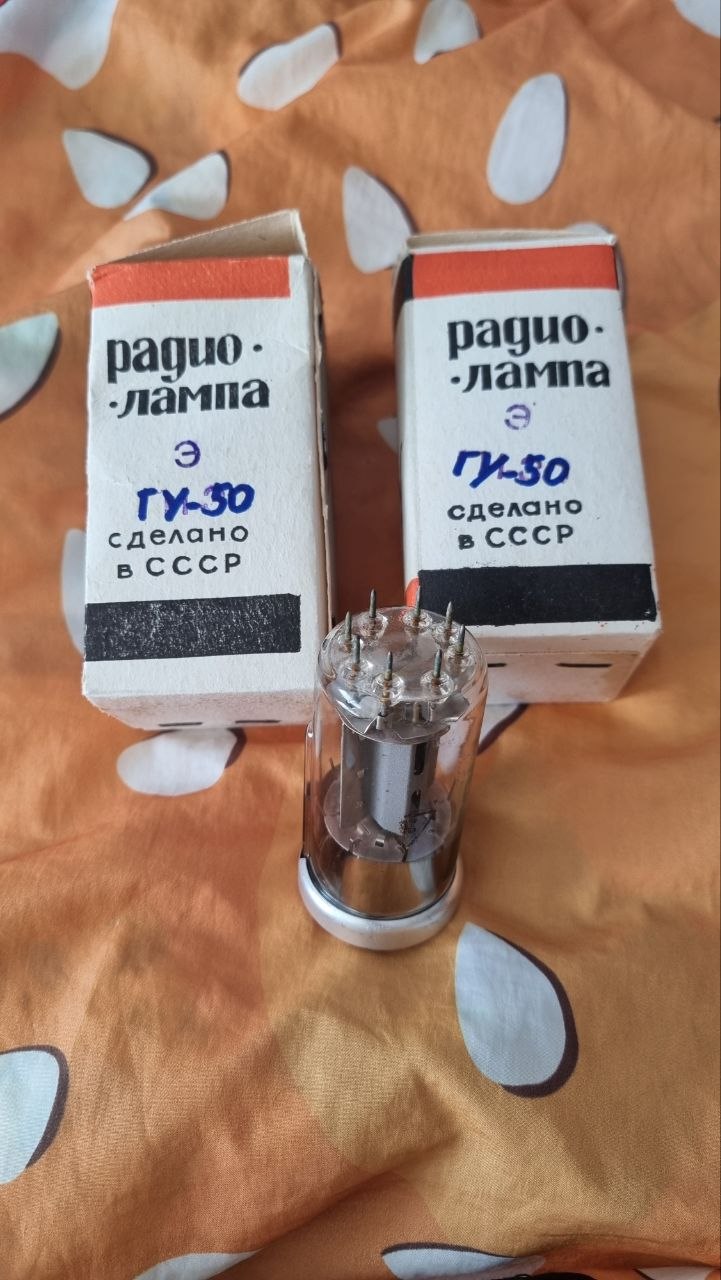 радио·
·лампа
Э
ГУ-50
сделано
в СССР
радио·
·лампа
Э
ГУ-50
сделано
в СССР